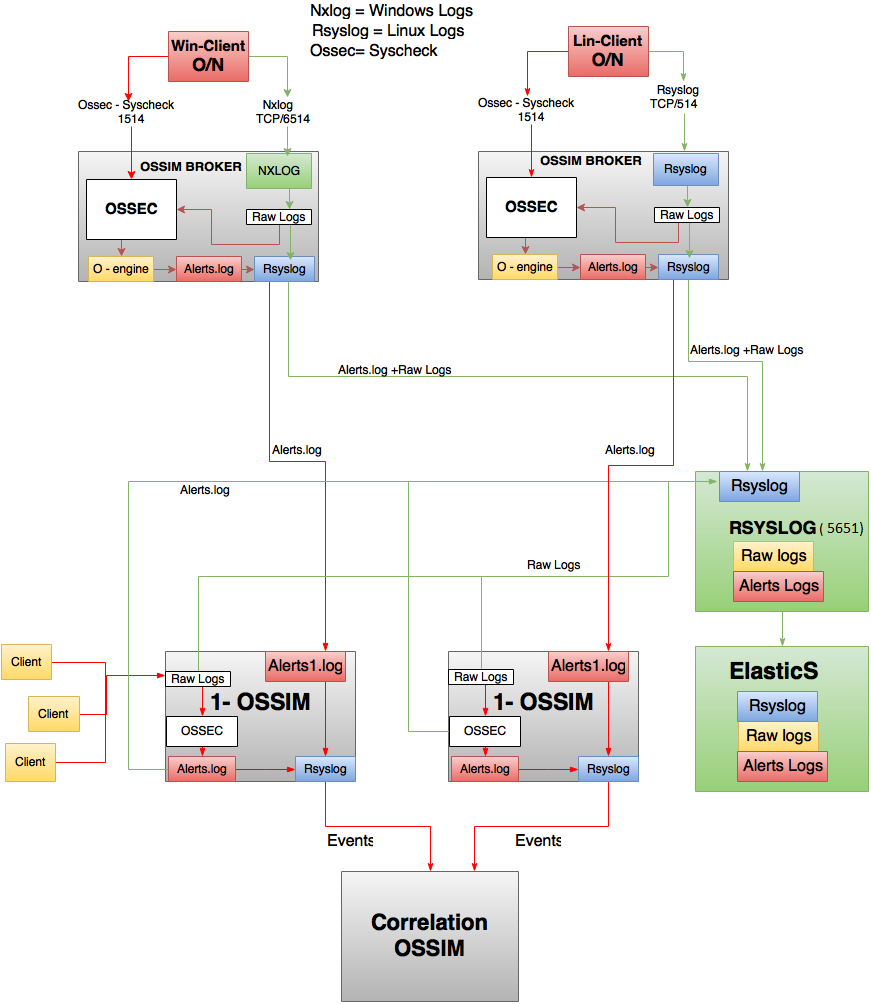 Nxlog = Windows Logs
Rsyslog = Linux Logs
Ossec= Syscheck
Win-Client
O/N
Lin-Client
O/N
Ossec - Syscheck
1514
Nxlog
TCP/6514
Ossec - Syscheck
1514
Rsyslog
TCP/514
OSSIM BROKER
NXLOG
OSSEC
Raw Logs
O - engine
Alerts.log
Rsyslog
OSSIM BROKER
Rsyslog
OSSEC
Raw Logs
O - engine
Alerts.log
Rsyslog
Alerts.log +Raw Logs
Alerts.log +Raw Logs
Alerts.log
Alerts.log
Alerts.log
Rsyslog
RSYSLOG ( 5651)
Raw logs
Alerts Logs
Raw Logs
Client
Client
Client
Alerts1.log
Raw Logs
1- OSSIM
OSSEC
Alerts.log
Rsyslog
Alerts1.log
Raw Logs
1- OSSIM
OSSEC
Alerts.log
Rsyslog
ElasticS
Rsyslog
Raw logs
Alerts Logs
Events
Events
Correlation
OSSIM